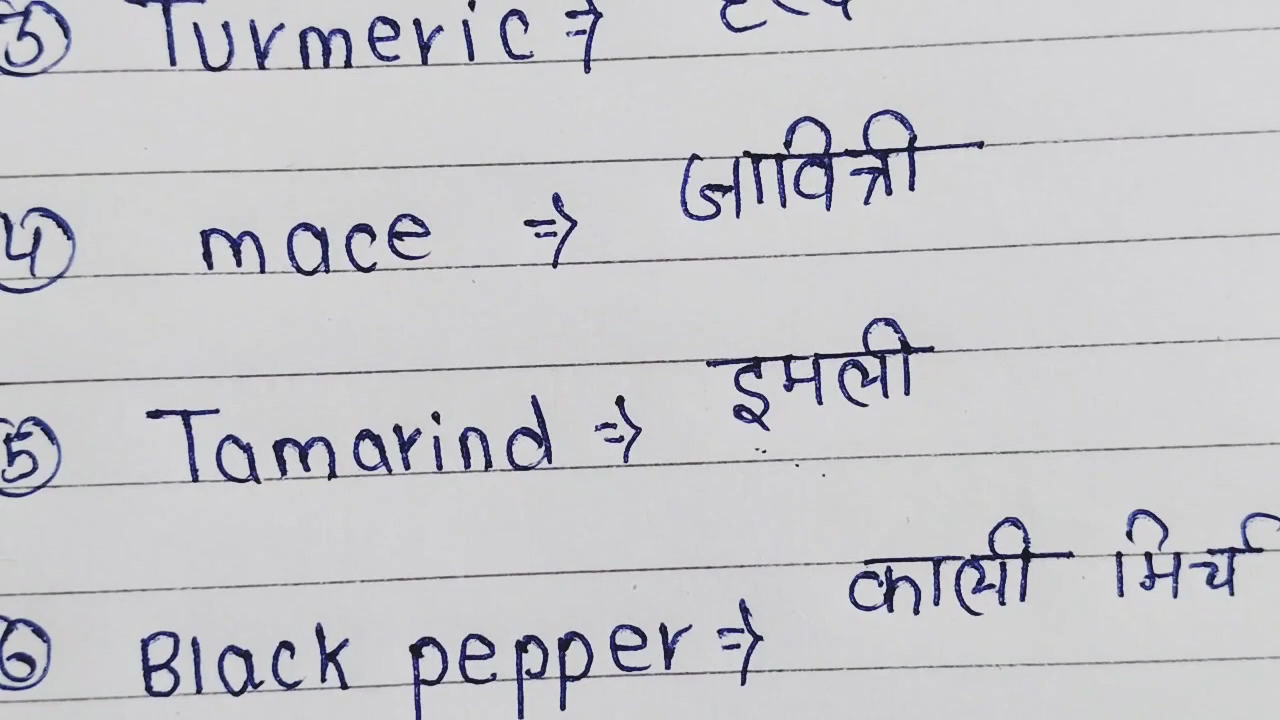 ③ Turmeric ⇒
④ mace ⇒ जावित्री
⑤ Tamarind ⇒ इमली
⑥ Black pepper ⇒ काली मिर्च